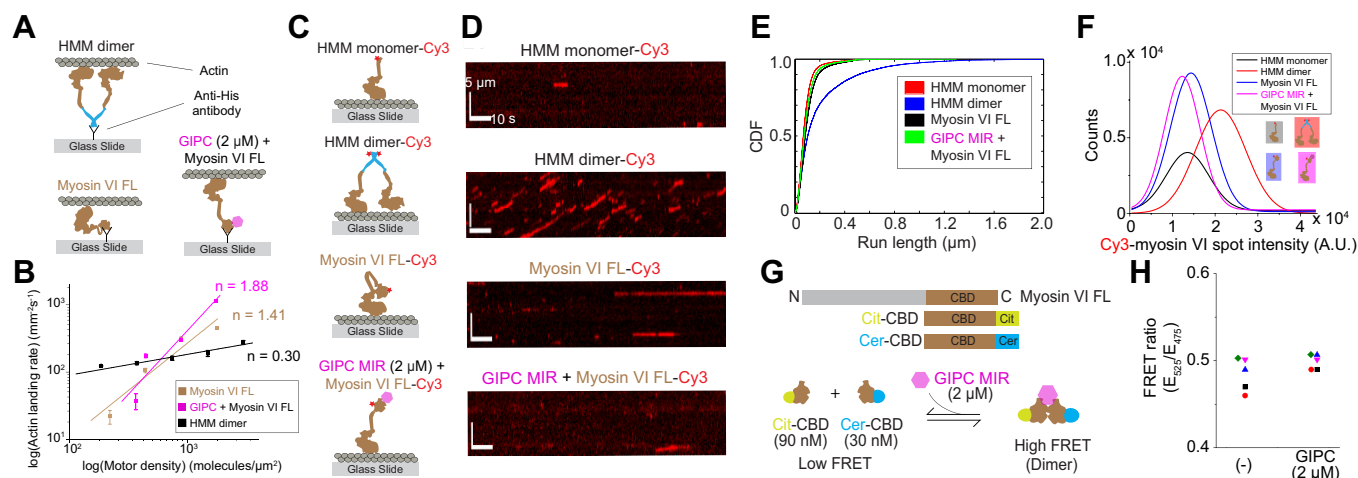 A
HMM dimer
Actin
Anti-His
antibody
Glass Slide
GIPC (2 µM) +
Myosin VI FL
Myosin VI FL
Glass Slide
Glass Slide
B
log(Actin landing rate) (mm⁻²s⁻¹)
10³
10²
10¹
n = 1.88
n = 1.41
n = 0.30
Myosin VI FL
GIPC + Myosin VI FL
HMM dimer
10²
10³
log(Motor density) (molecules/µm²)
C
HMM monomer-Cy3
Glass Slide
HMM dimer-Cy3
Glass Slide
Myosin VI FL-Cy3
Glass Slide
GIPC MIR (2 µM) +
Myosin VI FL-Cy3
Glass Slide
D
HMM monomer-Cy3
5 µm
10 s
HMM dimer-Cy3
Myosin VI FL-Cy3
GIPC MIR + Myosin VI FL-Cy3
E
CDF
1.0
0.5
0
HMM monomer
HMM dimer
Myosin VI FL
GIPC MIR +
Myosin VI FL
0 0.4 0.8 1.2 1.6 2.0
Run length (µm)
F
x 10⁴
Counts
1.0
0.5
0
HMM monomer
HMM dimer
Myosin VI FL
GIPC MIR +
Myosin VI FL
0 1 2 3 4
x 10⁴
Cy3-myosin VI spot intensity (A.U.)
G
N
CBD
C
Myosin VI FL
Cit-CBD
CBD
Cit
Cer-CBD
CBD
Cer
GIPC MIR
(2 µM)
+
Cit-CBD
(90 nM)
Cer-CBD
(30 nM)
Low FRET
High FRET
(Dimer)
H
FRET ratio
(E₅₂₅/E₄₇₅)
0.6
0.5
0.4
(-)
GIPC
(2 µM)